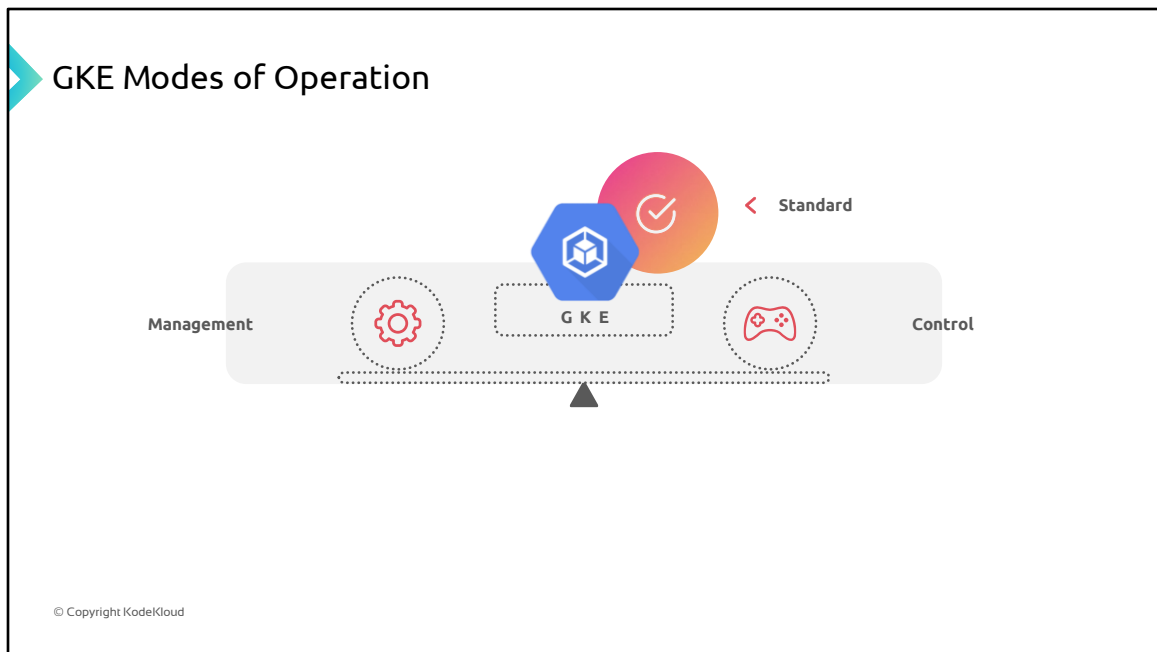 GKE Modes of Operation
Standard
Management
G K E
Control
© Copyright KodeKloud